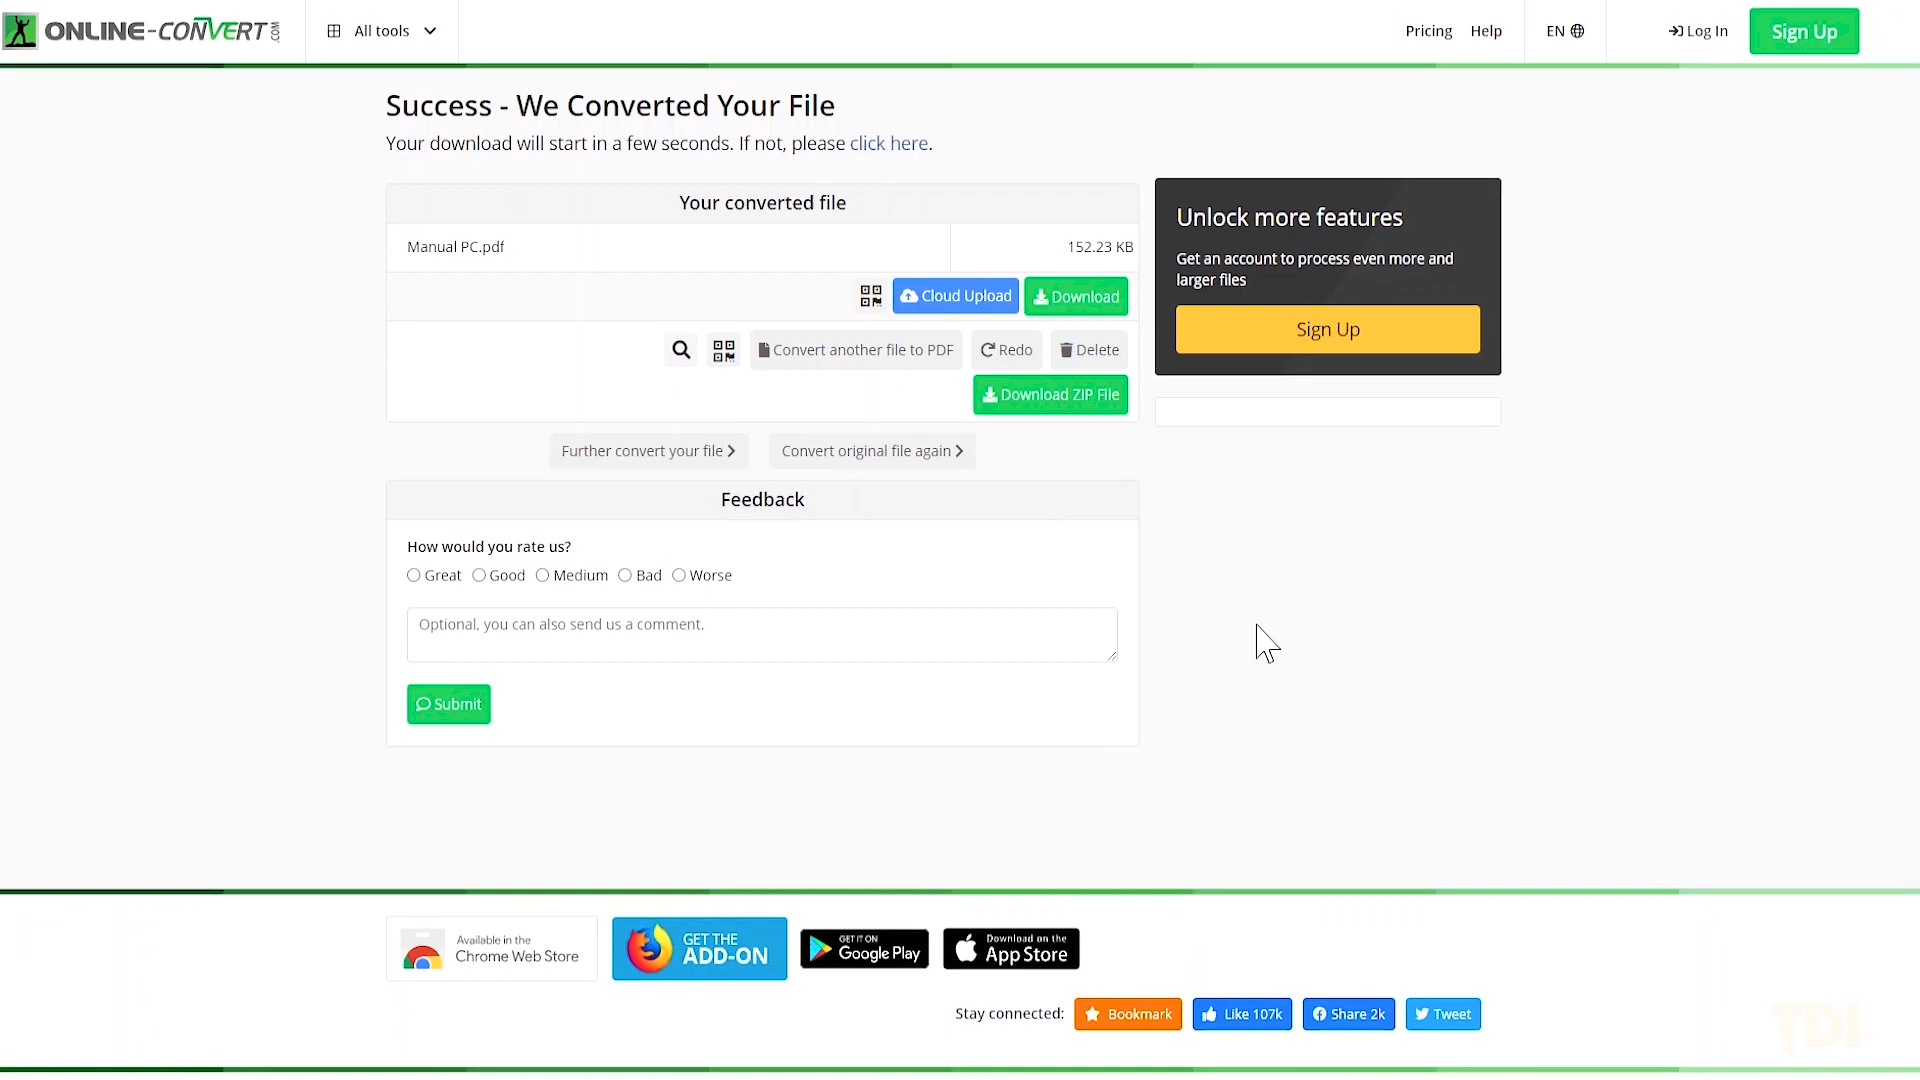 ONLINE-CONVERT.COM
All tools
Pricing
Help
EN
Log In
Sign Up
Success - We Converted Your File
Your download will start in a few seconds. If not, please click here.
Your converted file
Manual PC.pdf
152.23 KB
Cloud Upload
Download
Convert another file to PDF
Redo
Delete
Download ZIP File
Further convert your file
Convert original file again
Unlock more features
Get an account to process even more and
larger files
Sign Up
Feedback
How would you rate us?
Great
Good
Medium
Bad
Worse
Optional, you can also send us a comment.
Submit
Available in the
Chrome Web Store
GET THE
ADD-ON
GET IT ON
Google Play
Download on the
App Store
Stay connected:
Bookmark
Like 107k
Share 2k
Tweet
TDL